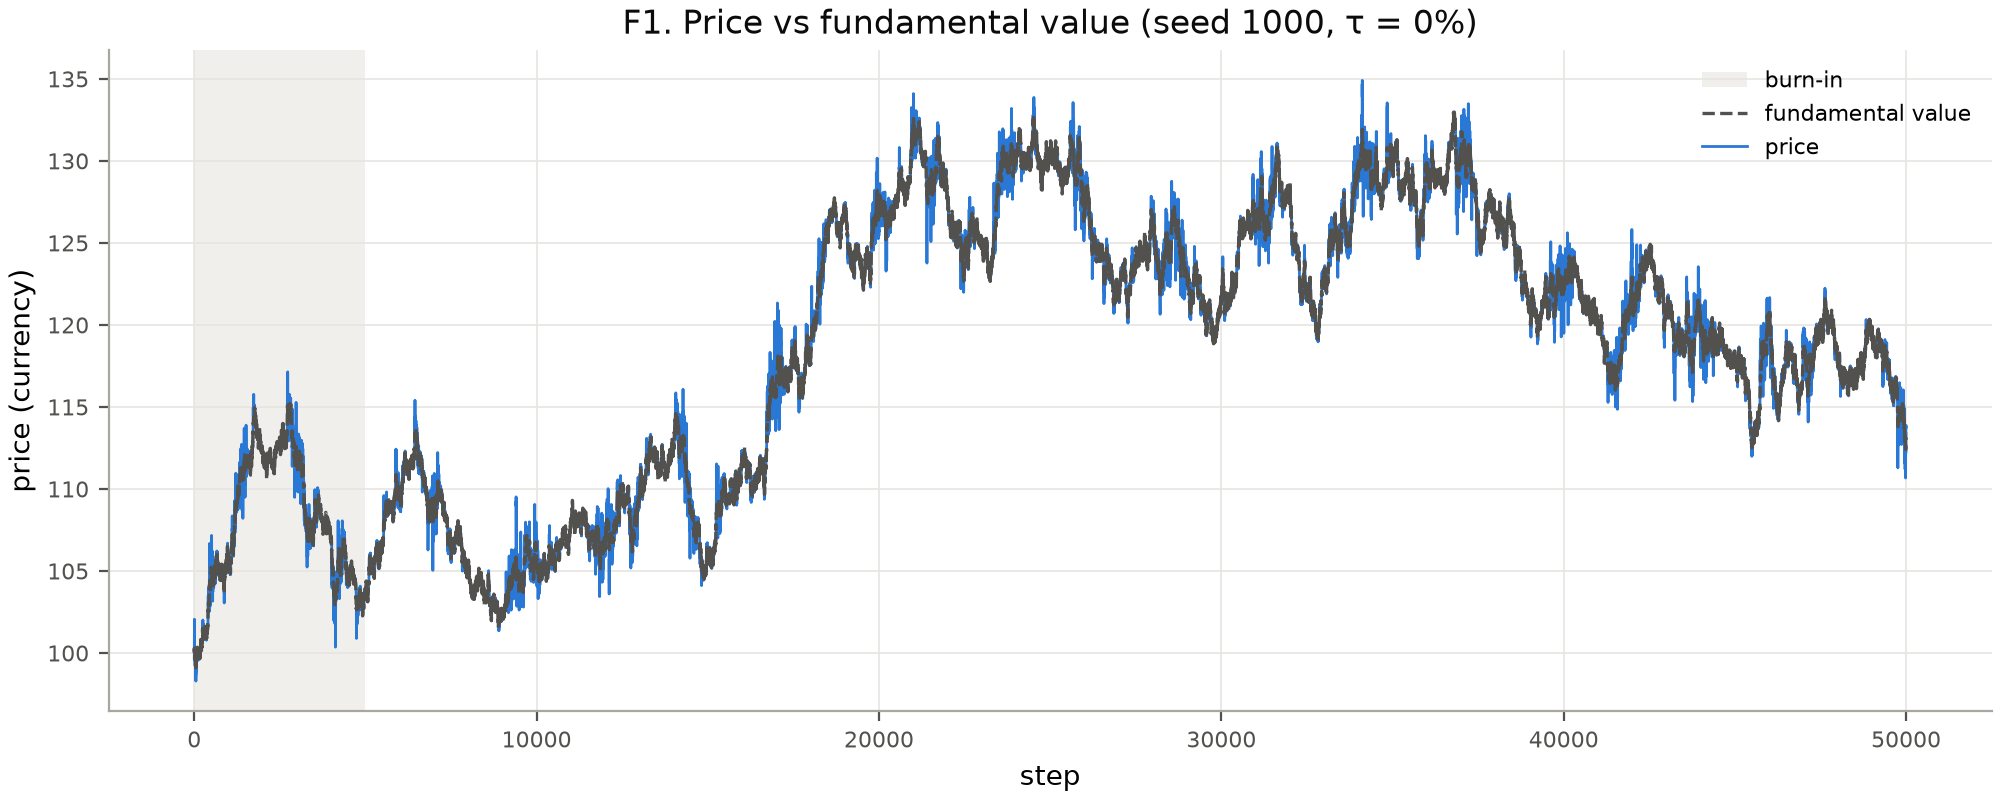 F1. Price vs fundamental value (seed 1000, τ = 0%)
burn-in
fundamental value
price
price (currency)
135
130
125
120
115
110
105
100
0
10000
20000
30000
40000
50000
step